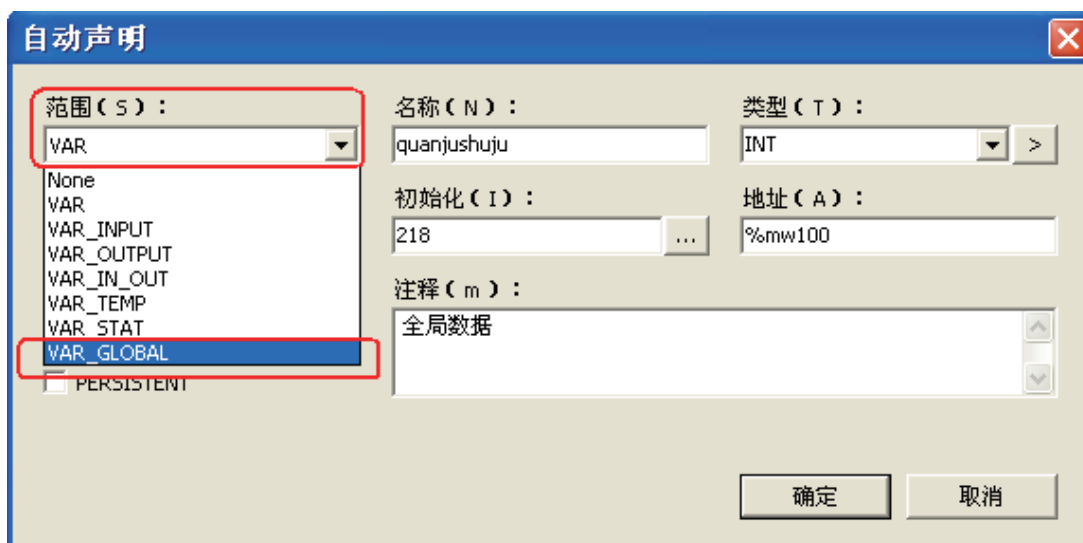 自动声明
范围(S):
VAR
None
VAR
VAR_INPUT
VAR_OUTPUT
VAR_IN_OUT
VAR_TEMP
VAR_STAT
VAR_GLOBAL
PERSISTENT
名称(N):
quanjushuju
类型(T):
INT
>
初始化(I):
218
...
地址(A):
%mw100
注释(m):
全局数据
确定
取消